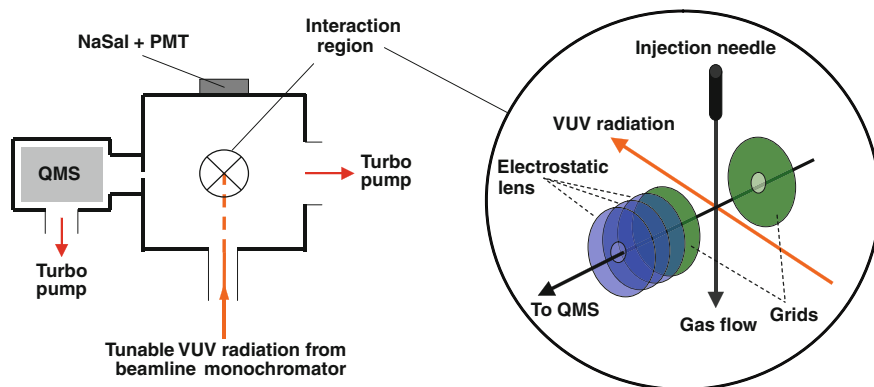 NaSal + PMT
Interaction
region
QMS
Turbo
pump
Turbo
pump
Tunable VUV radiation from
beamline monochromator
Injection needle
VUV radiation
Electrostatic
lens
To QMS
Gas flow
Grids